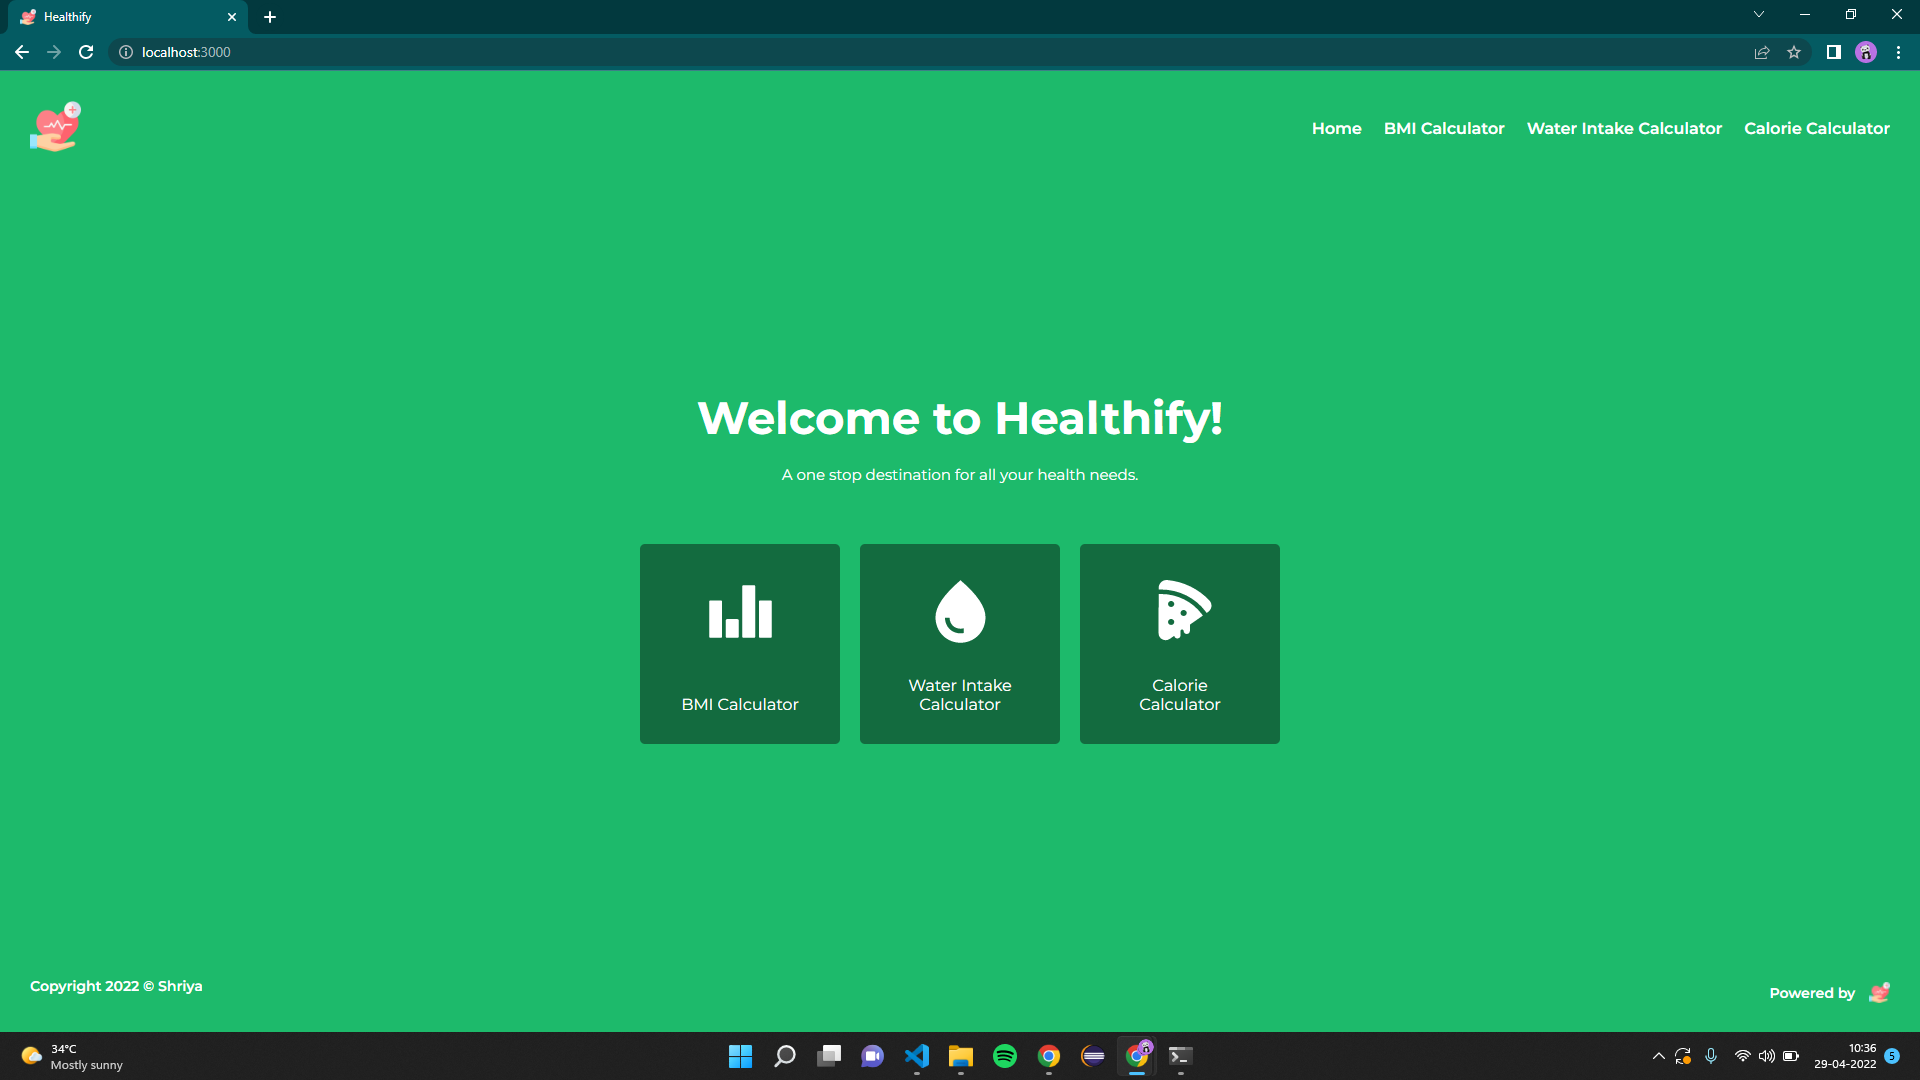 Healthify
localhost:3000
Home BMI Calculator Water Intake Calculator Calorie Calculator
Welcome to Healthify!
A one stop destination for all your health needs.
BMI Calculator
Water Intake
Calculator
Calorie
Calculator
Copyright 2022 © Shriya
Powered by
34°C
Mostly sunny
10:36
29-04-2022
5